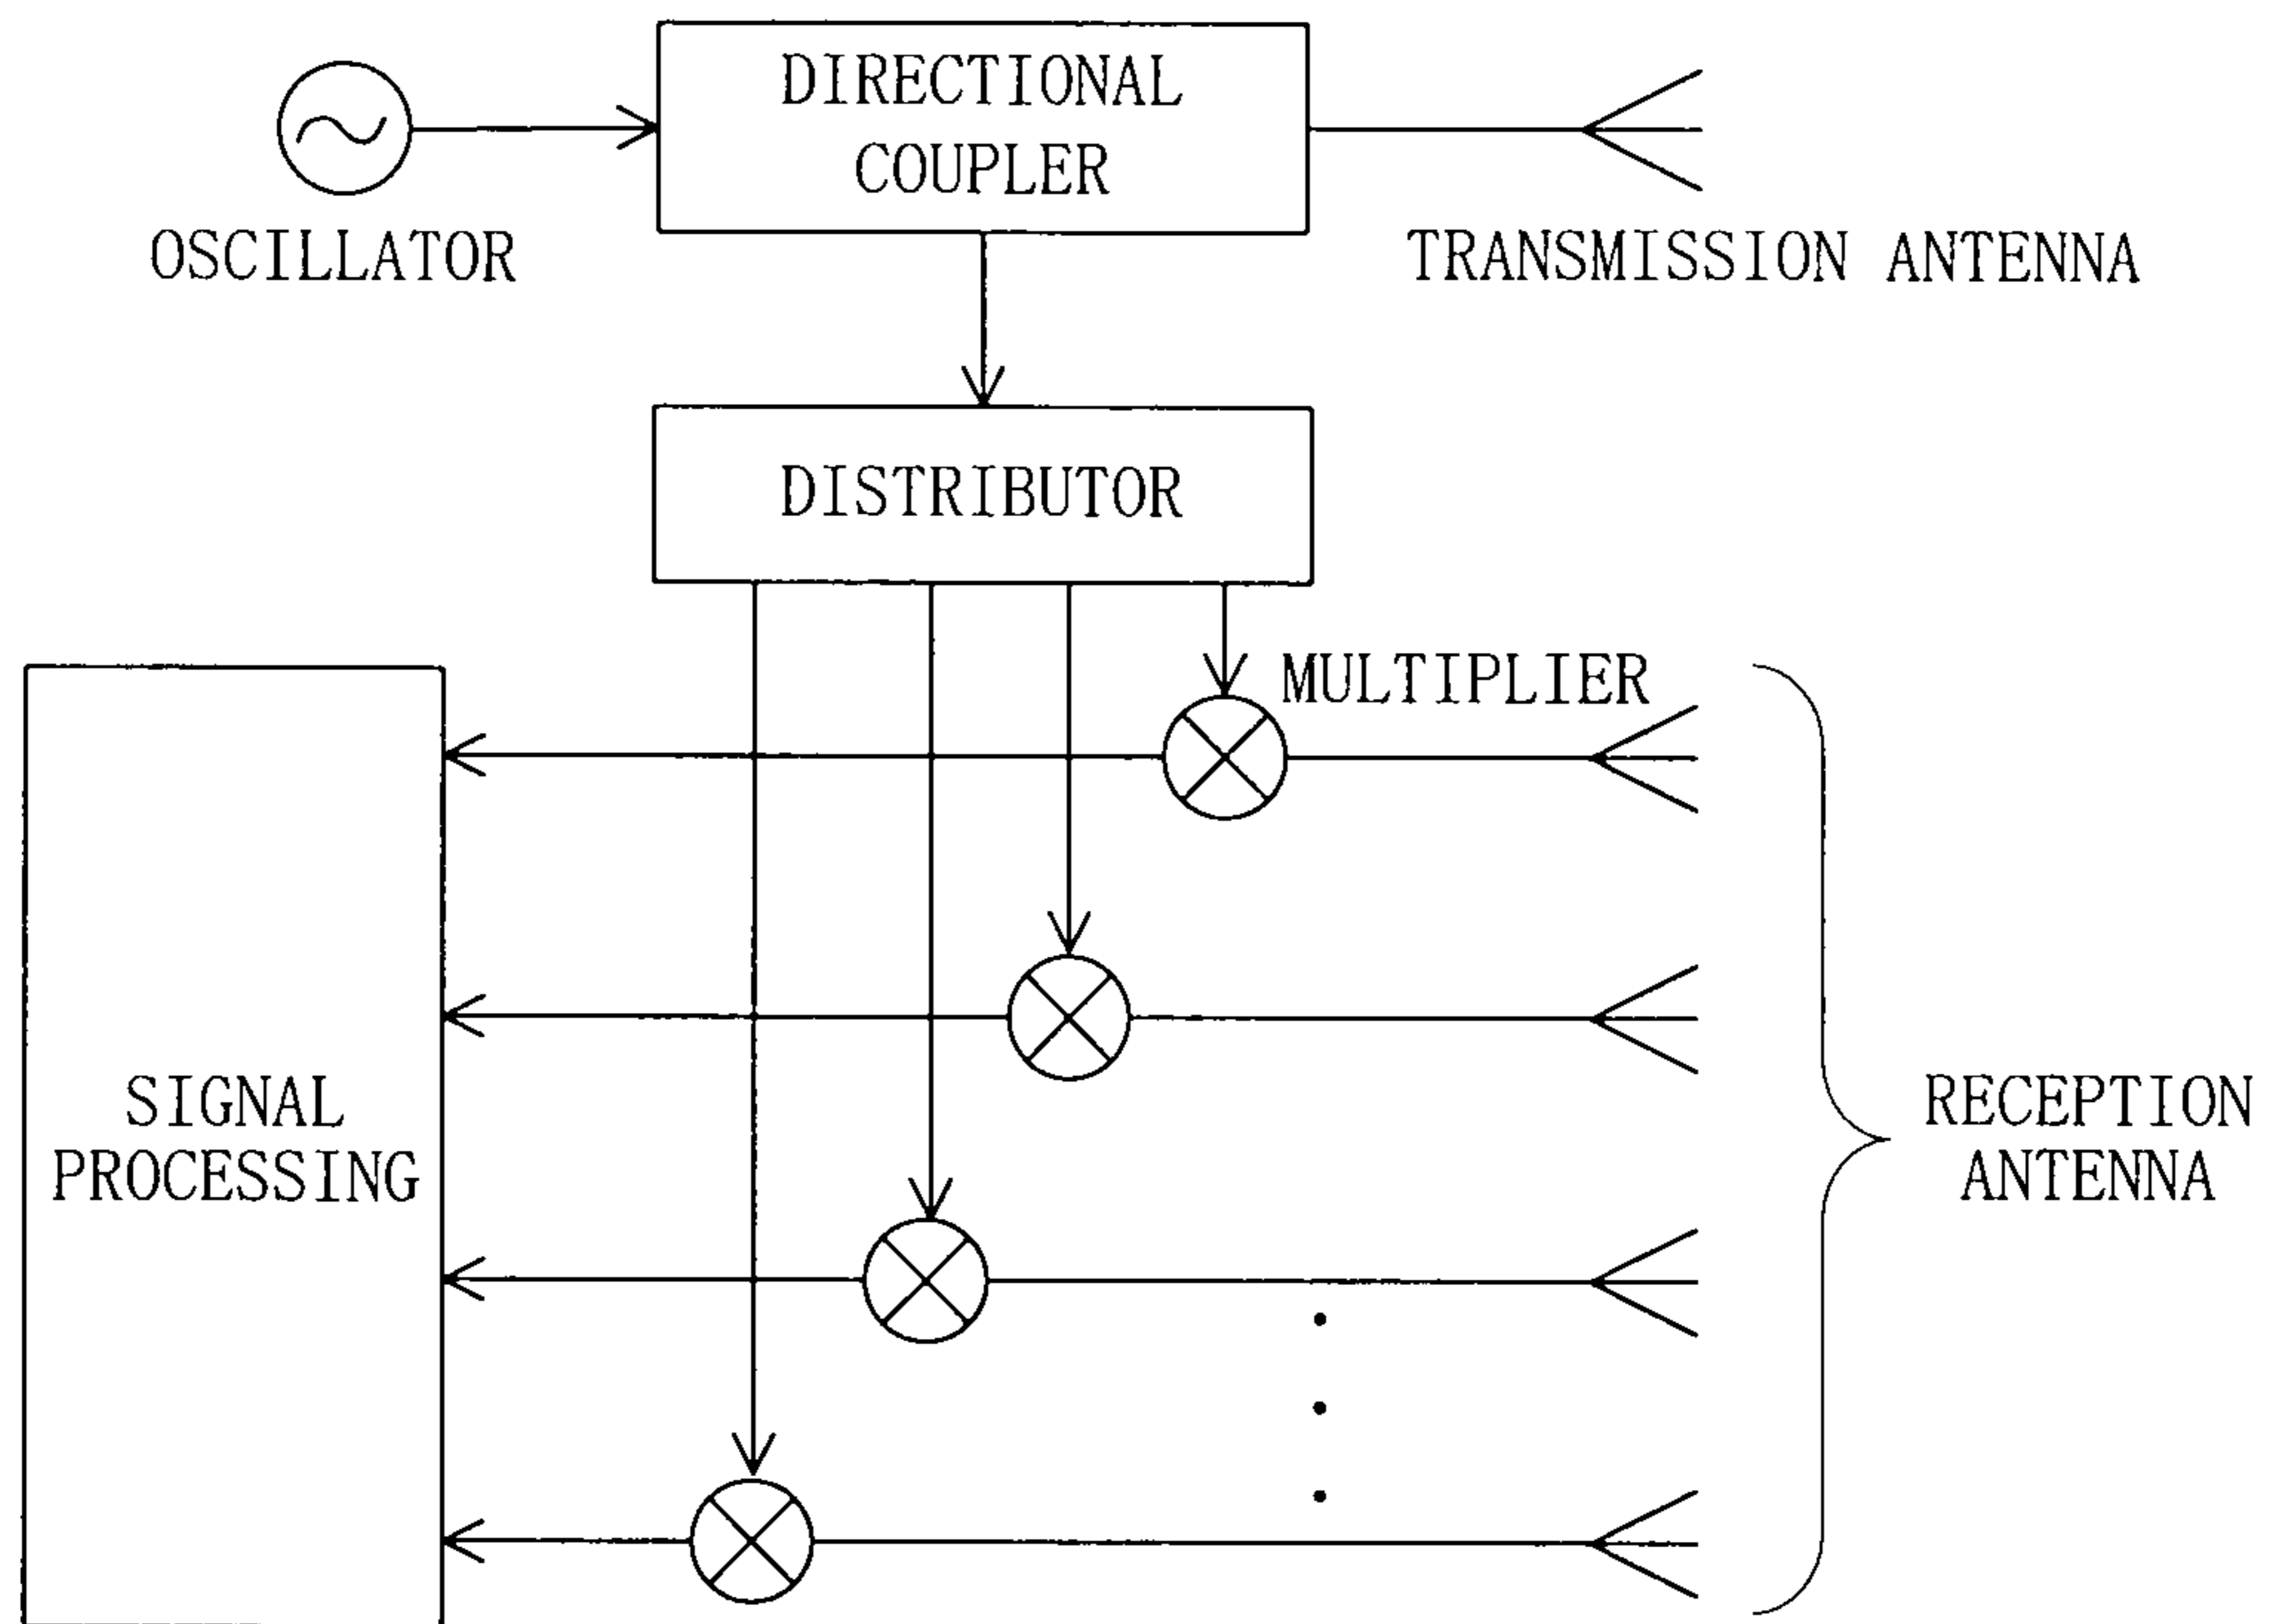 DIRECTIONAL
COUPLER
OSCILLATOR
TRANSMISSION ANTENNA
DISTRIBUTOR
MULTIPLIER
SIGNAL
PROCESSING
RECEPTION
ANTENNA